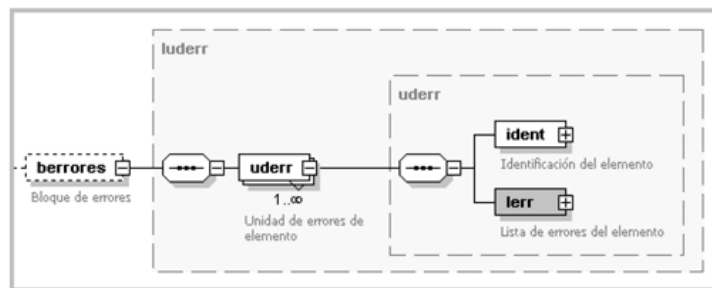 luderr
uderr
berrores
Bloque de errores
uderr
1..∞
Unidad de errores de
elemento
ident
Identificación del elemento
lerr
Lista de errores del elemento